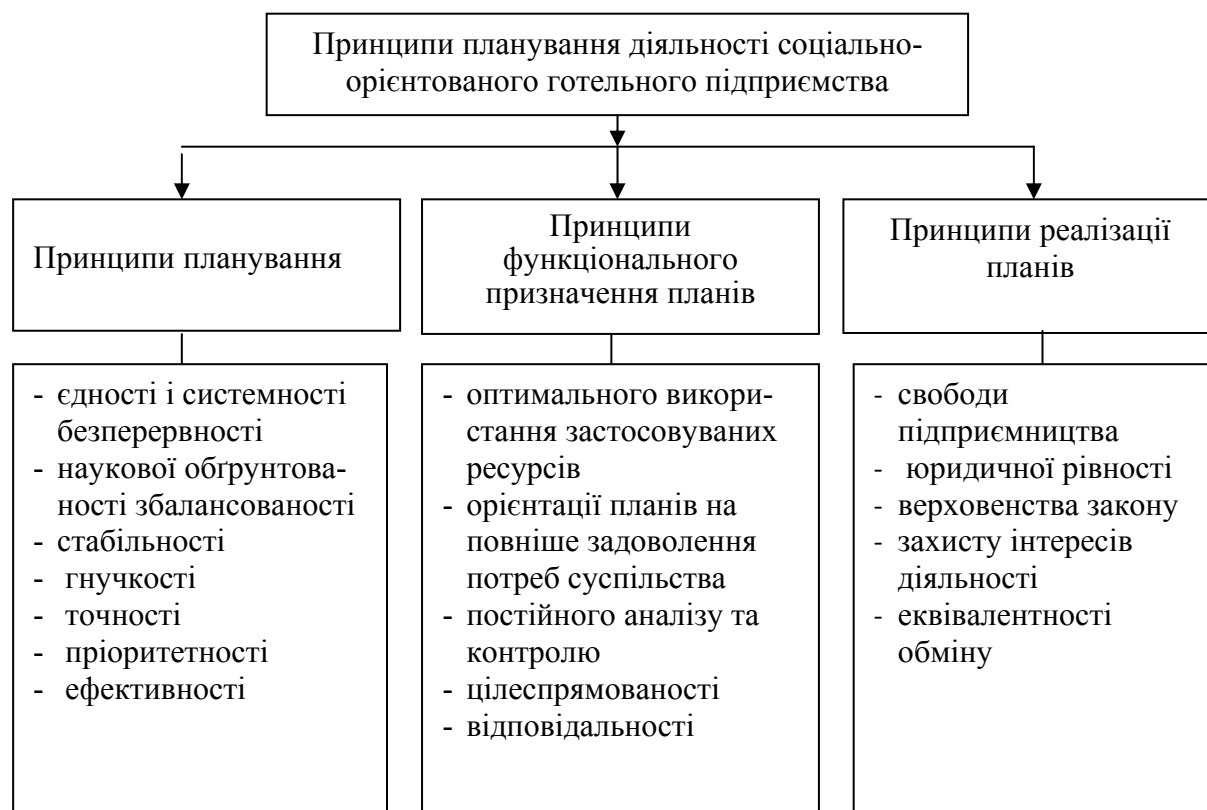 Принципи планування діяльності соціально-
орієнтованого готельного підприємства
Принципи планування
Принципи
функціонального
призначення планів
Принципи реалізації
планів
- єдності і системності
безперервності
- наукової обґрунтова-
ності збалансованості
- стабільності
- гнучкості
- точності
- пріоритетності
- ефективності
- оптимального викори-
стання застосовуваних
ресурсів
- орієнтації планів на
повніше задоволення
потреб суспільства
- постійного аналізу та
контролю
- цілеспрямованості
- відповідальності
- свободи
підприємництва
- юридичної рівності
- верховенства закону
- захисту інтересів
діяльності
- еквівалентності
обміну